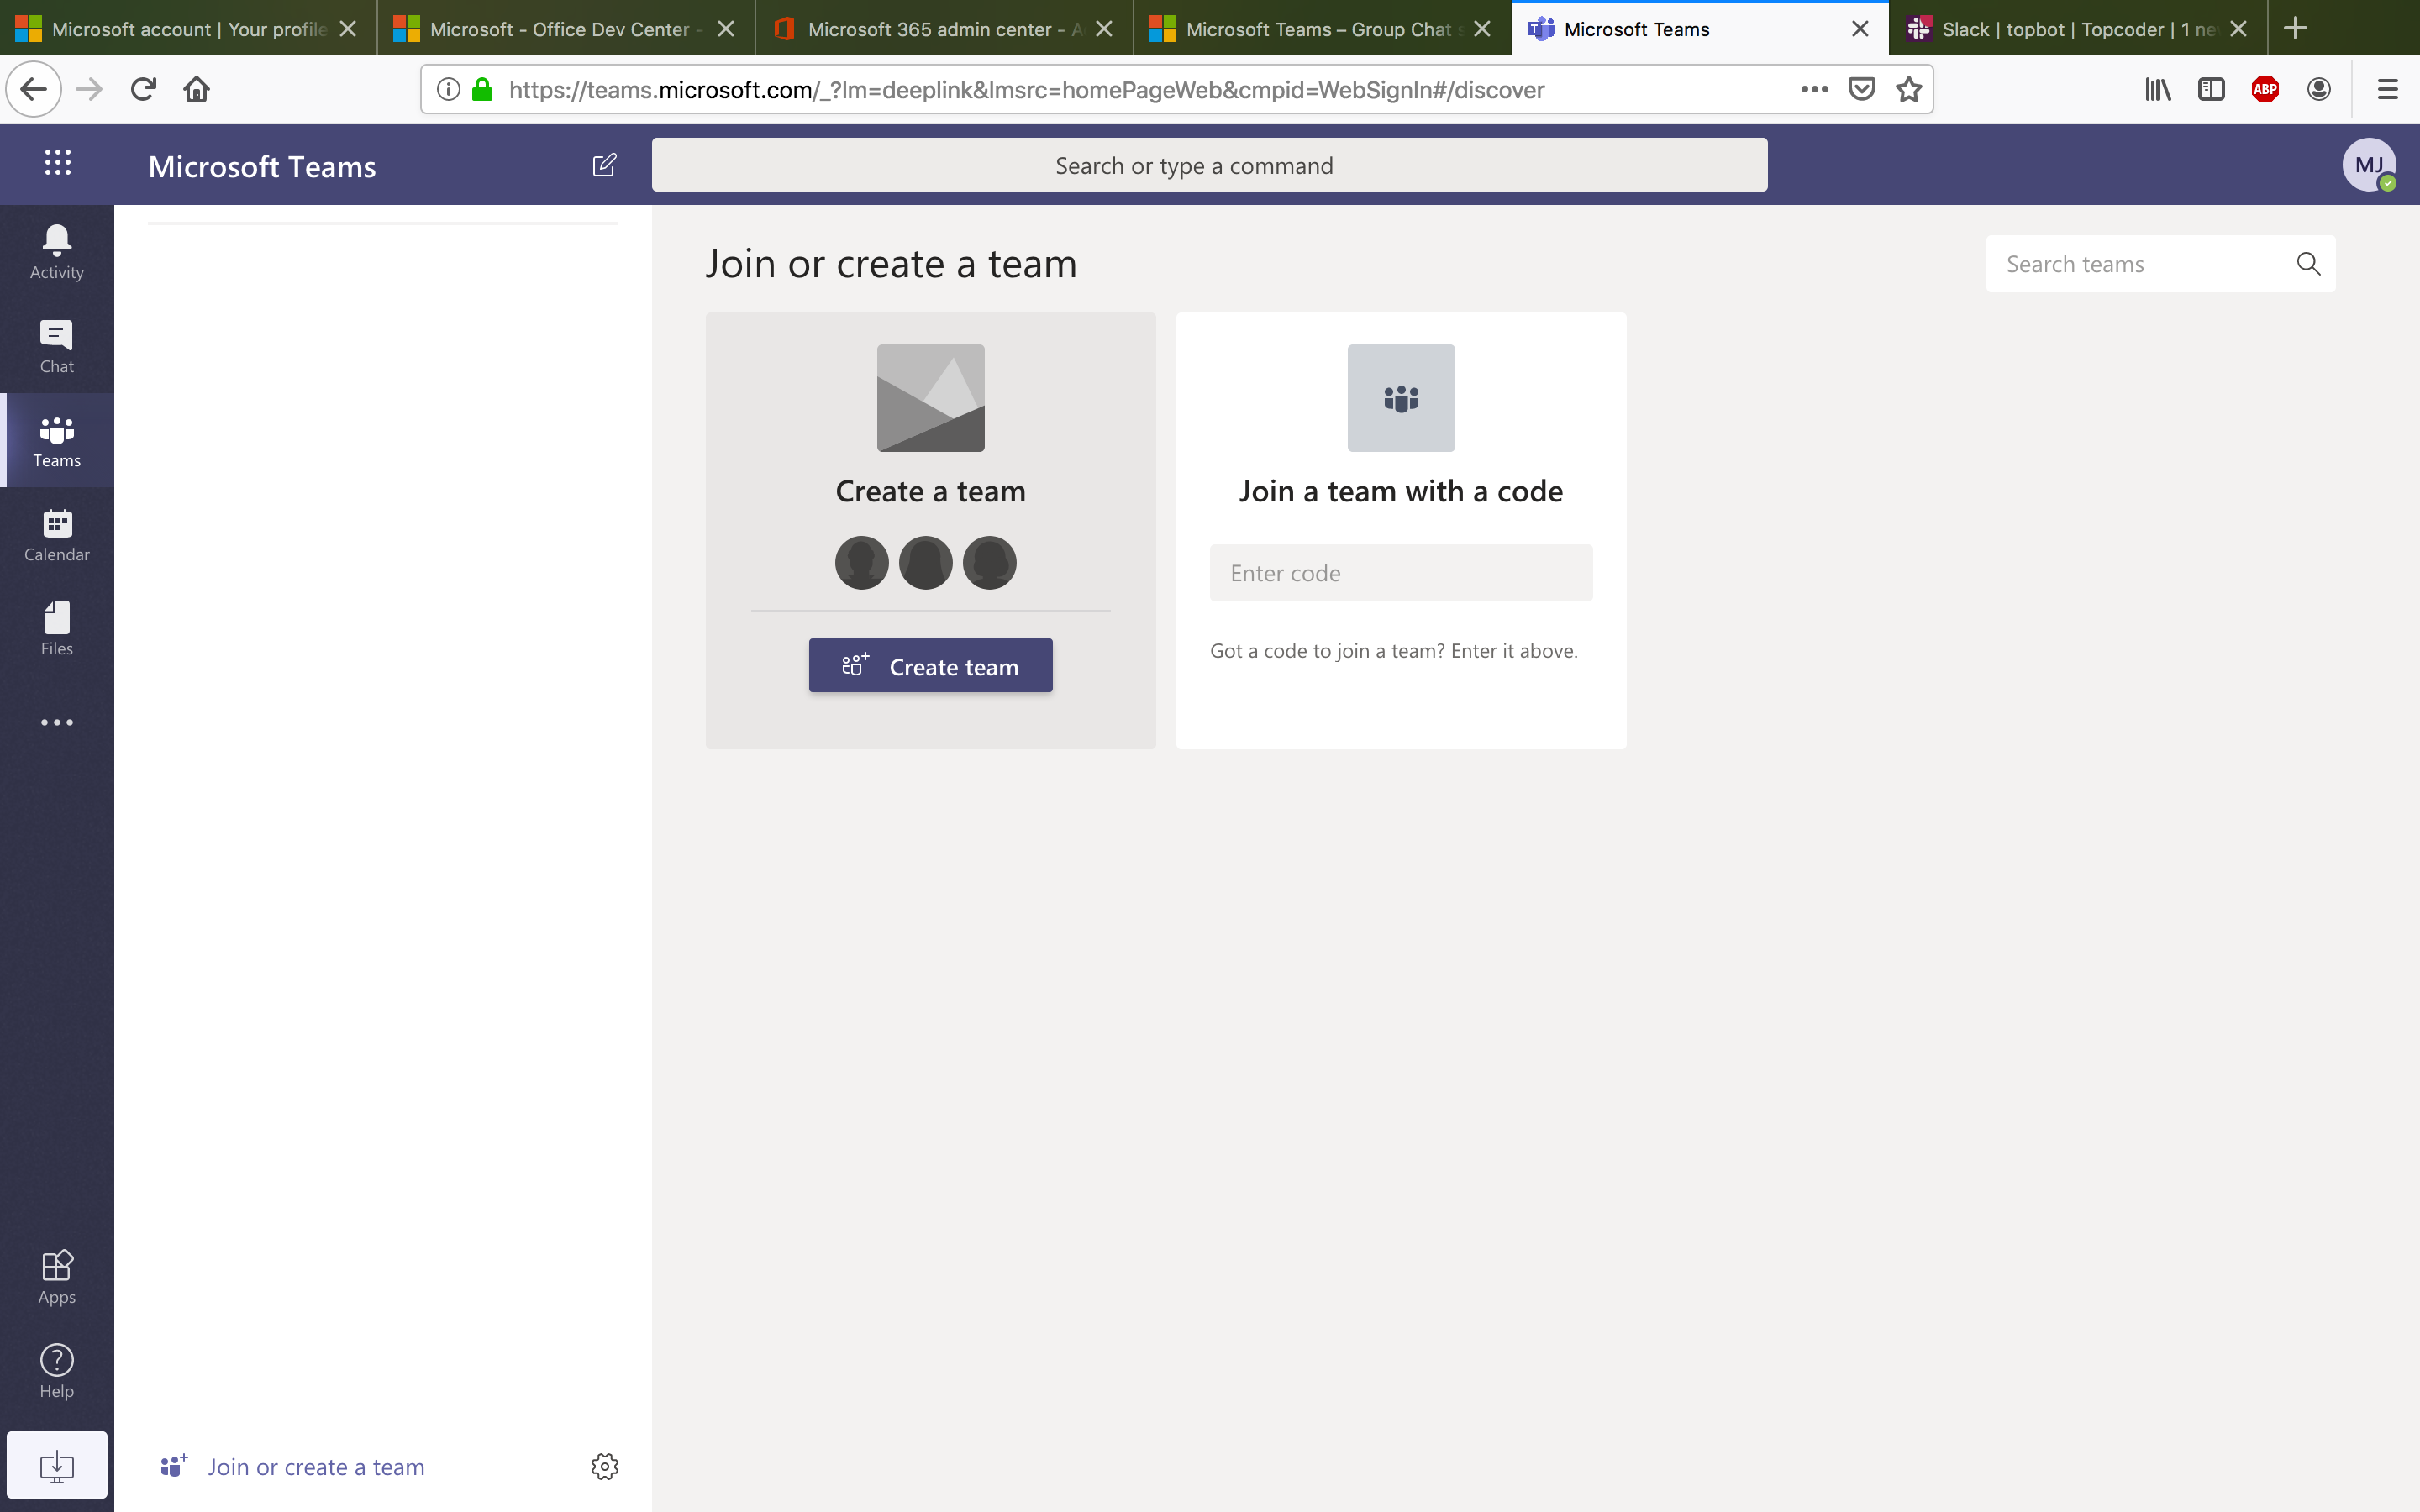 Microsoft account | Your profile
Microsoft - Office Dev Center -
Microsoft 365 admin center - A
Microsoft Teams – Group Chat s
Microsoft Teams
Slack | topbot | Topcoder | 1 ne
https://teams.microsoft.com/_?lm=deeplink&lmsrc=homePageWeb&cmpid=WebSignIn#/discover
ABP
Microsoft Teams
Search or type a command
MJ
Activity
Chat
Teams
Calendar
Files
Apps
Help
Join or create a team
Join or create a team
Search teams
Create a team
Create team
Join a team with a code
Enter code
Got a code to join a team? Enter it above.